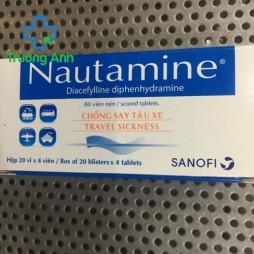 Trường Anh
Nautamine®
Diacefylline diphenhydramine
80 viên nén / scored tablets.
CHỐNG SAY TÀU XE
TRAVEL SICKNESS
Hộp 20 vỉ x 4 viên / Box of 20 blisters x 4 tablets
SANOFI